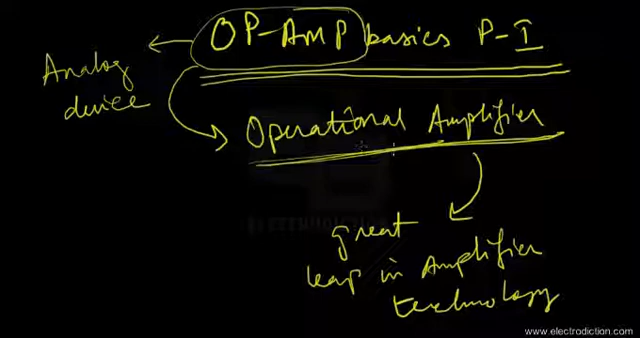 OP-AMP basics P-I
Analog
device
Operational Amplifier
great
leap in Amplifier
technology
www.electrodiction.com